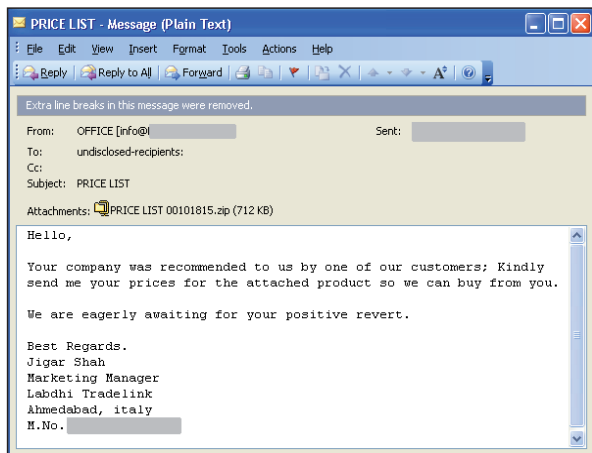 PRICE LIST - Message (Plain Text)
File Edit View Insert Format Tools Actions Help
Reply Reply to All Forward
Extra line breaks in this message were removed.
From: OFFICE [info@
Sent:
To: undisclosed-recipients:
Cc:
Subject: PRICE LIST
Attachments: PRICE LIST 00101815.zip (712 KB)
Hello,
Your company was recommended to us by one of our customers; Kindly
send me your prices for the attached product so we can buy from you.
We are eagerly awaiting for your positive revert.
Best Regards.
Jigar Shah
Marketing Manager
Labdhi Tradelink
Ahmedabad, italy
M.No.